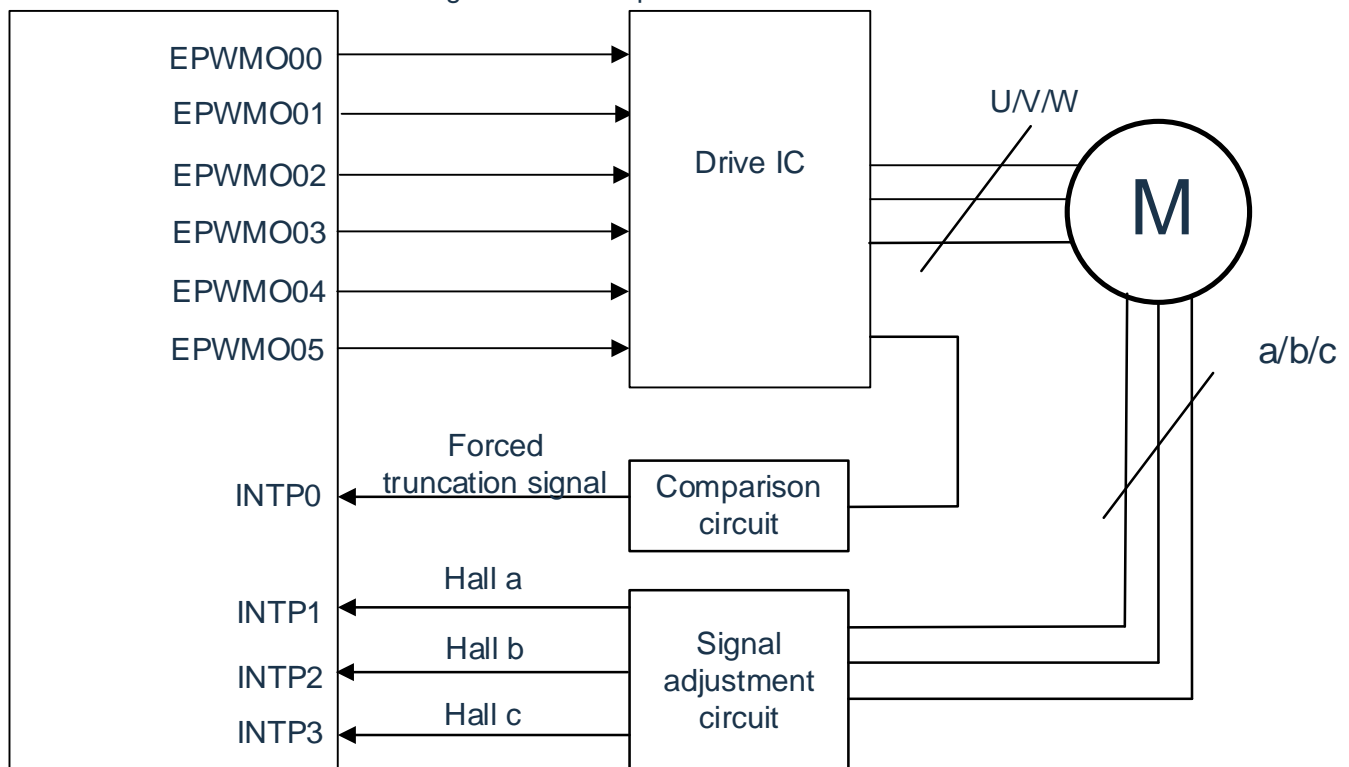 EPWMO00
EPWMO01
EPWMO02
EPWMO03
EPWMO04
EPWMO05
Drive IC
U/V/W
M
a/b/c
Forced
truncation signal
INTP0
Comparison
circuit
Hall a
INTP1
Hall b
INTP2
Hall c
INTP3
Signal
adjustment
circuit